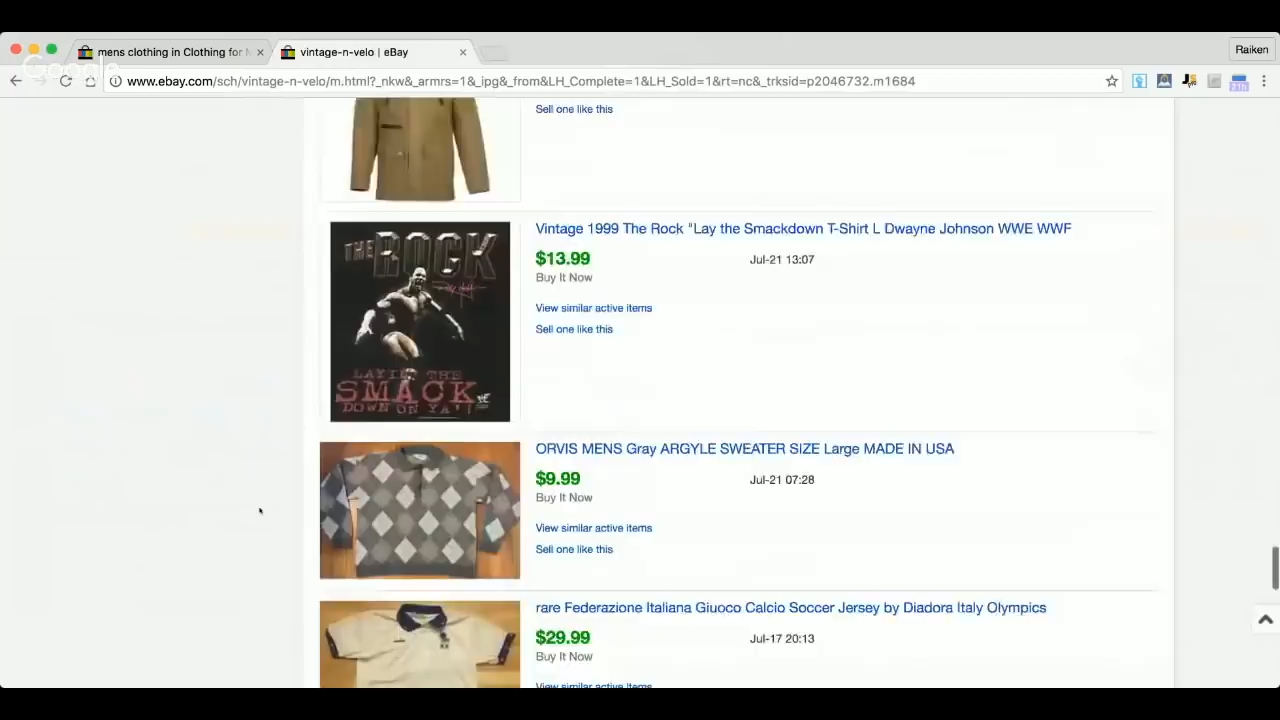 mens clothing in Clothing for M
vintage-n-velo | eBay
Raiken
Google
www.ebay.com/sch/vintage-n-velo/m.html?_nkw&_armrs=1&_ipg&_from&LH_Complete=1&LH_Sold=1&rt=nc&_trksid=p2046732.m1684
21h
Sell one like this
Vintage 1999 The Rock "Lay the Smackdown T-Shirt L Dwayne Johnson WWE WWF
$13.99
Jul-21 13:07
Buy It Now
View similar active items
Sell one like this
THE ROCK
LAYIN' THE
SMACK
DOWN ON YA'!
ORVIS MENS Gray ARGYLE SWEATER SIZE Large MADE IN USA
$9.99
Jul-21 07:28
Buy It Now
View similar active items
Sell one like this
rare Federazione Italiana Giuoco Calcio Soccer Jersey by Diadora Italy Olympics
$29.99
Jul-17 20:13
Buy It Now
View similar active items